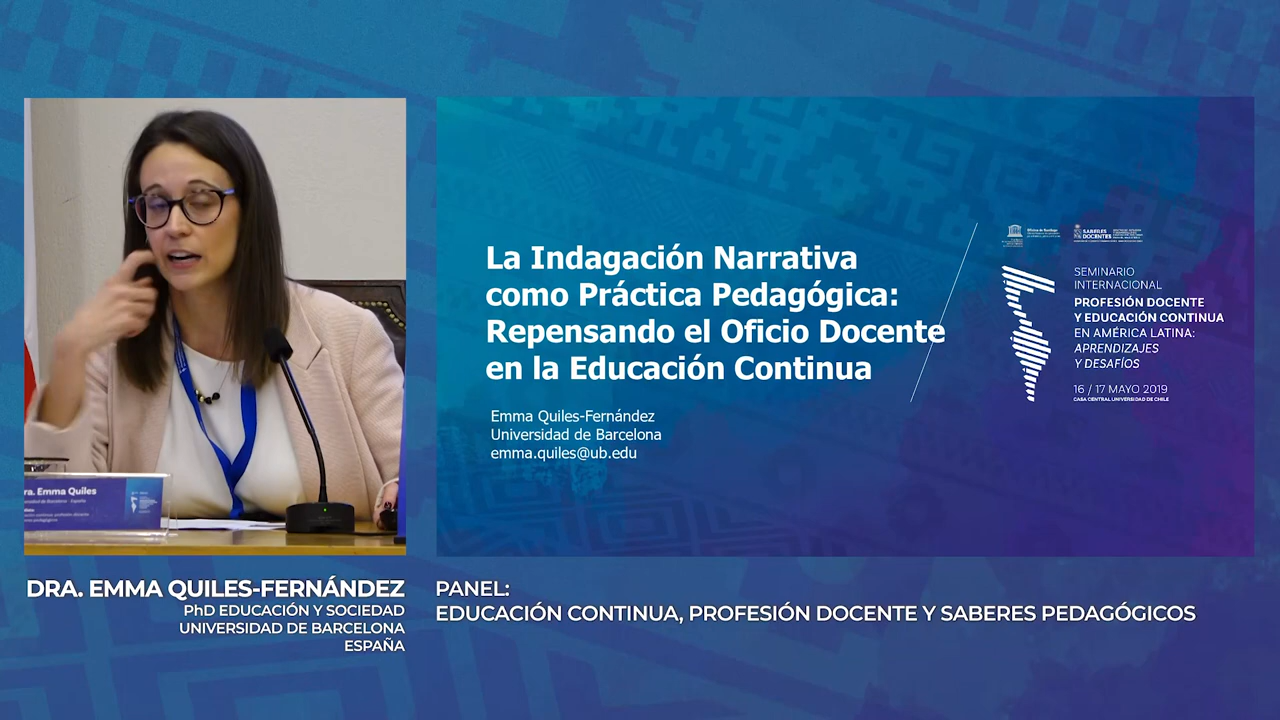 La Indagación Narrativa
como Práctica Pedagógica:
Repensando el Oficio Docente
en la Educación Continua
Emma Quiles-Fernández
Universidad de Barcelona
emma.quiles@ub.edu
Oficina de Santiago
SABERES
DOCENTES
SEMINARIO
INTERNACIONAL
PROFESIÓN DOCENTE
Y EDUCACIÓN CONTINUA
EN AMÉRICA LATINA:
APRENDIZAJES
Y DESAFÍOS
16 / 17 MAYO 2019
CASA CENTRAL UNIVERSIDAD DE CHILE
ra. Emma Quiles
DRA. EMMA QUILES-FERNÁNDEZ
PhD EDUCACIÓN Y SOCIEDAD
UNIVERSIDAD DE BARCELONA
ESPAÑA
PANEL:
EDUCACIÓN CONTINUA, PROFESIÓN DOCENTE Y SABERES PEDAGÓGICOS